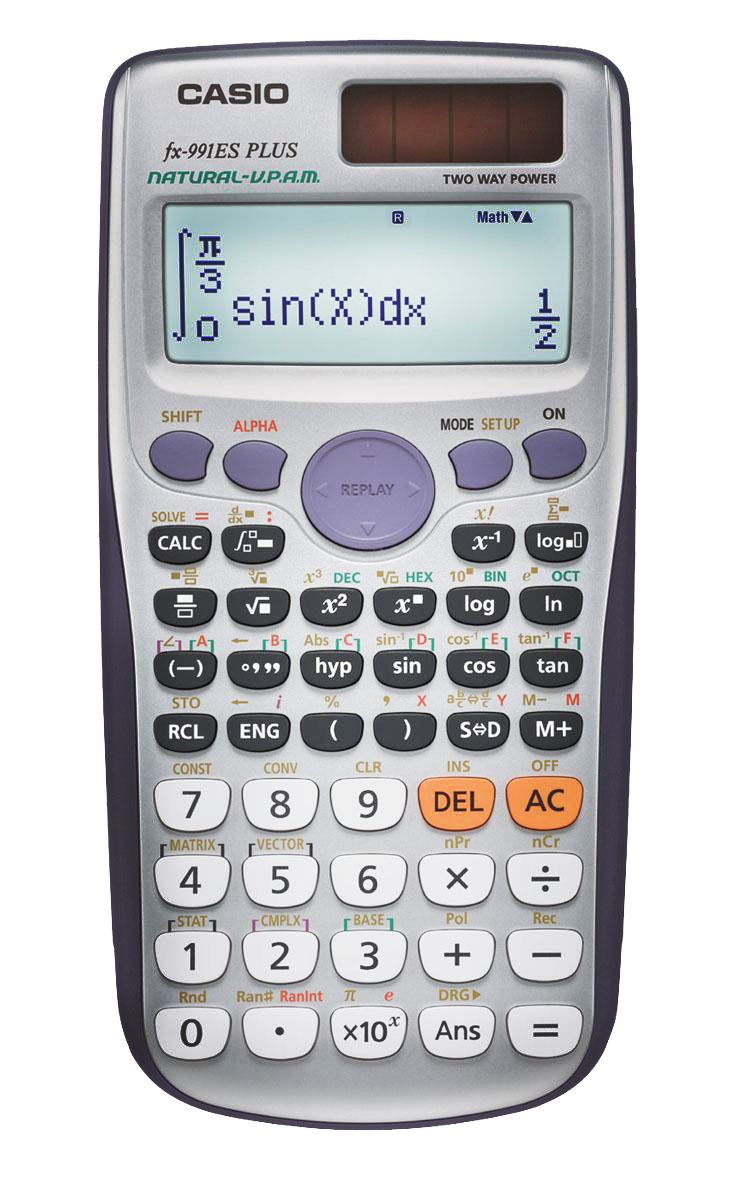 CASIO
fx-991ES PLUS
NATURAL-V.P.A.M.
TWO WAY POWER
R Math▼▲
∫ π/3 0 sin(X)dx 1/2
SHIFT ALPHA MODE SETUP ON
REPLAY
SOLVE = d/dx■ : x! Σ■
CALC ∫■ x⁻¹ log■□
■ ³√■ x³ DEC ■√□ HEX 10■ BIN e■ OCT
√■ x² x■ log ln
∠ A ← B Abs C sin⁻¹ D cos⁻¹ E tan⁻¹ F
(−) °,,, hyp sin cos tan
STO ← i % , X a b/c⇔d/c Y M− M
RCL ENG ( ) S⇔D M+
CONST CONV CLR INS OFF
7 8 9 DEL AC
MATRIX VECTOR nPr nCr
4 5 6 × ÷
STAT CMPLX BASE Pol Rec
1 2 3 + −
Rnd Ran# RanInt π e DRG▶
0 • ×10ˣ Ans =